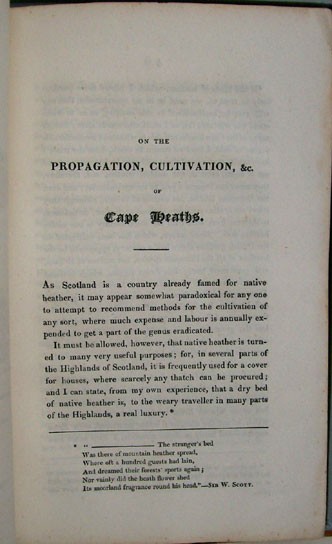 ON THE
PROPAGATION, CULTIVATION, &c.
OF
Cape Heaths.
As Scotland is a country already famed for native
heather, it may appear somewhat paradoxical for any one
to attempt to recommend methods for the cultivation of
any sort, where much expense and labour is annually ex-
pended to get a part of the genus eradicated.
It must be allowed, however, that native heather is turn-
ed to many very useful purposes; for, in several parts of
the Highlands of Scotland, it is frequently used for a cover
for houses, where scarcely any thatch can be procured;
and I can state, from my own experience, that a dry bed
of native heather is, to the weary traveller in many parts
of the Highlands, a real luxury. *
* " ——— The stranger's bed
Was there of mountain heather spread,
Where oft a hundred guests had lain,
And dreamed their forests' sports again;
Nor vainly did the heath flower shed
Its moorland fragrance round his head."—Sir W. Scott.